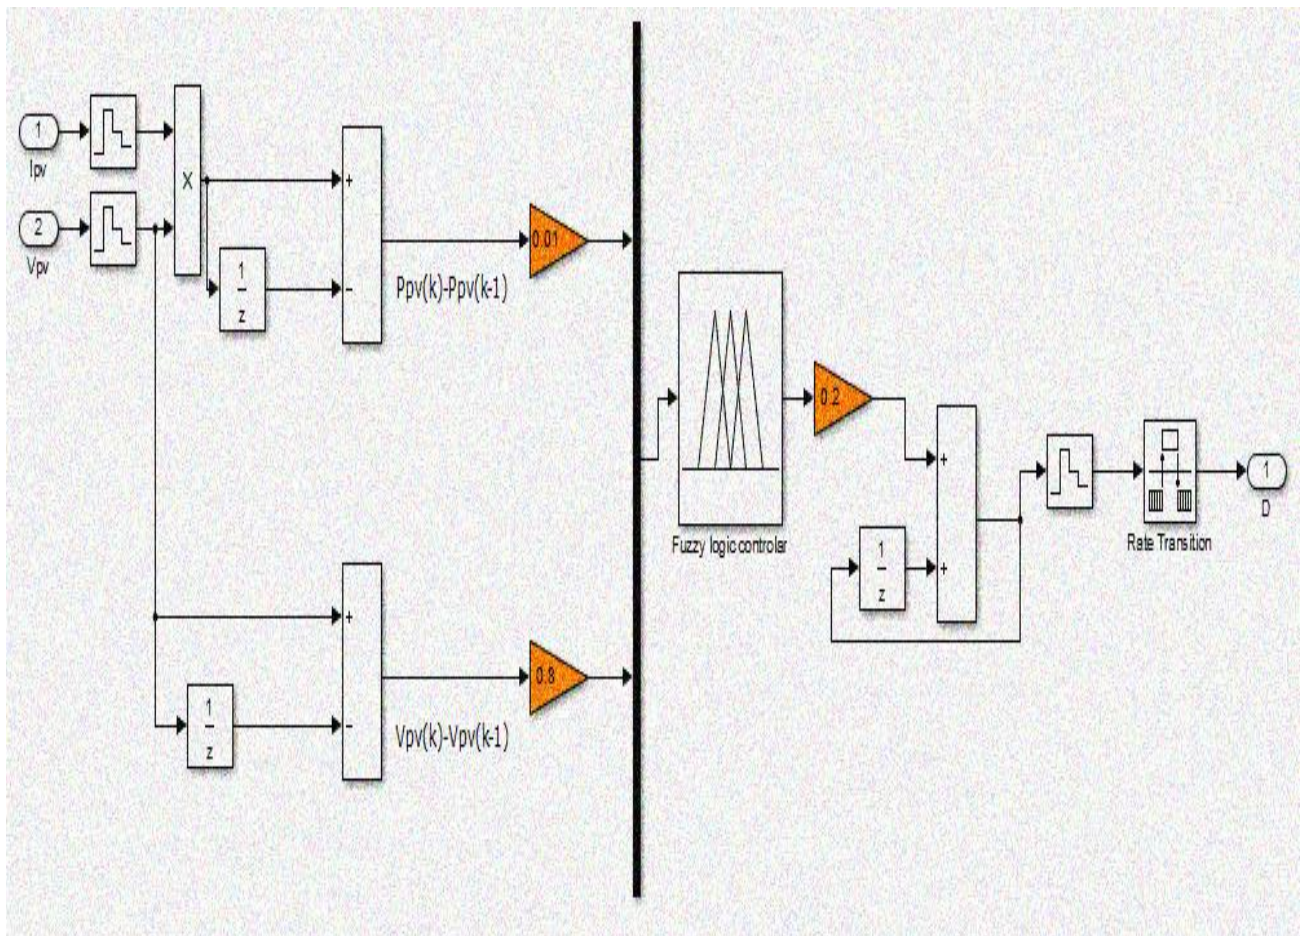 1
Ipv
2
Vpv
X
1
z
+
−
Ppv(k)-Ppv(k-1)
0.01
1
z
+
−
Vpv(k)-Vpv(k-1)
0.8
Fuzzy logic controlar
0.2
1
z
+
+
Rate Transition
1
D